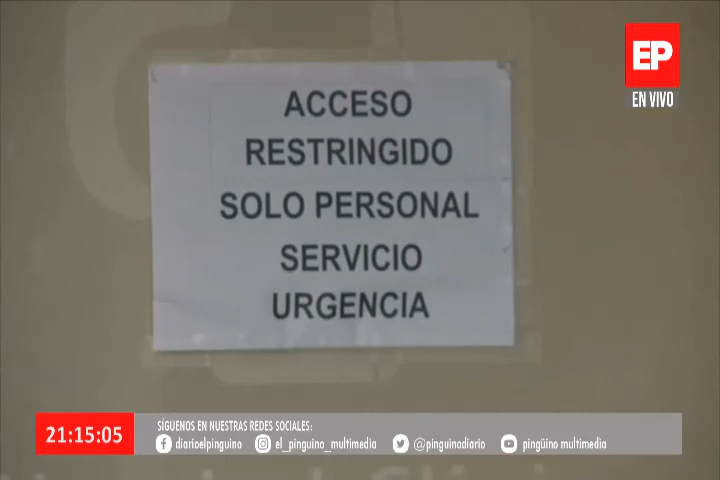 EP
EN VIVO
ACCESO
RESTRINGIDO
SOLO PERSONAL
SERVICIO
URGENCIA
21:15:05
SÍGUENOS EN NUESTRAS REDES SOCIALES:
diarioelpinguino el_pinguino_multimedia @pinguinodiario pingüino multimedia